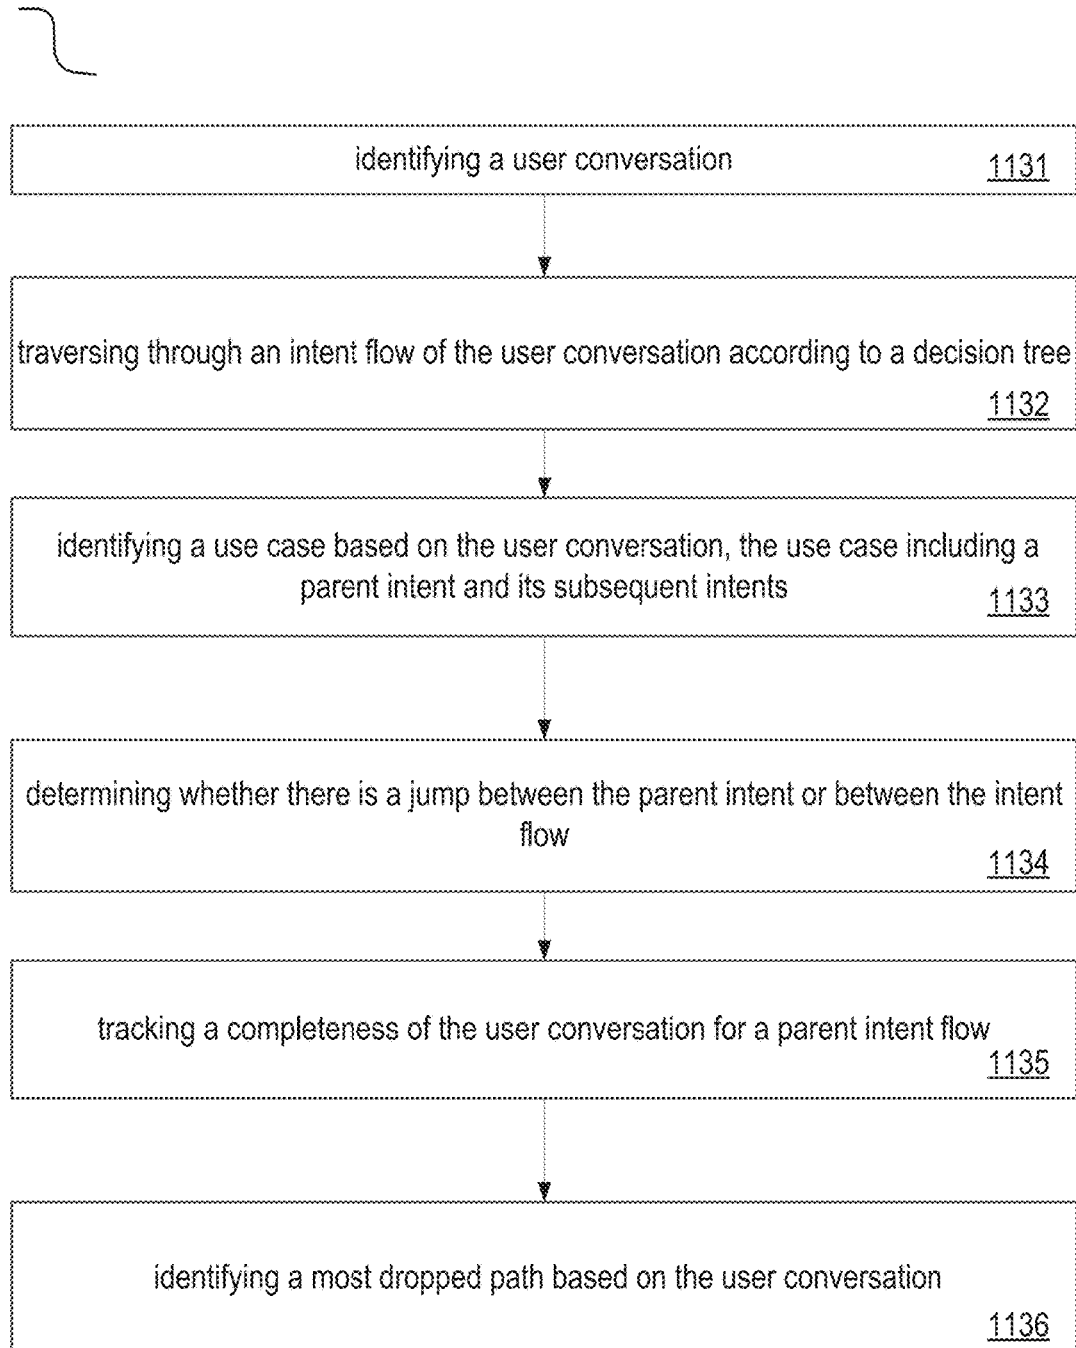 identifying a user conversation
1131
traversing through an intent flow of the user conversation according to a decision tree
1132
identifying a use case based on the user conversation, the use case including a
parent intent and its subsequent intents
1133
determining whether there is a jump between the parent intent or between the intent
flow
1134
tracking a completeness of the user conversation for a parent intent flow
1135
identifying a most dropped path based on the user conversation
1136